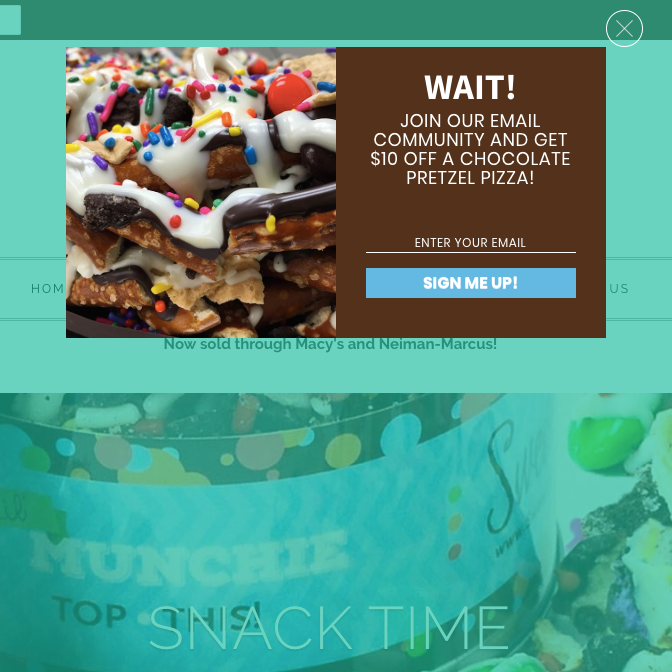 WAIT!
JOIN OUR EMAIL
COMMUNITY AND GET
$10 OFF A CHOCOLATE
PRETZEL PIZZA!
ENTER YOUR EMAIL
SIGN ME UP!
HOM
US
Now sold through Macy's and Neiman-Marcus!
MUNCHIE
TOP THIS!
SNACK TIME